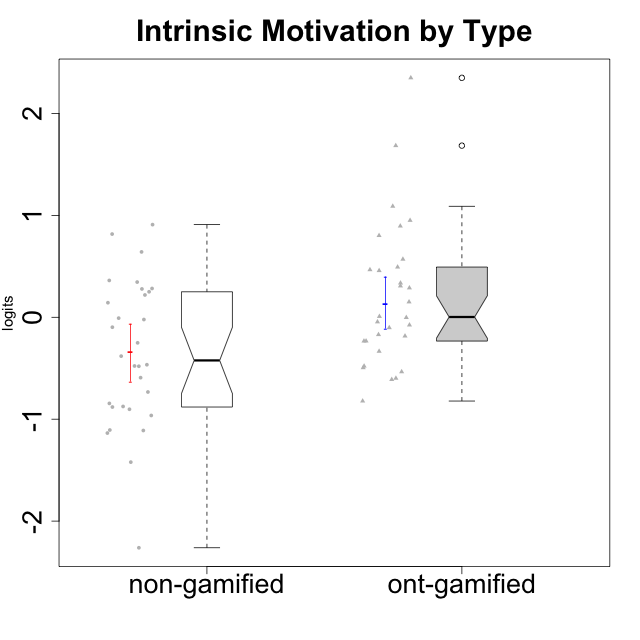 Intrinsic Motivation by Type
logits
2
1
0
-1
-2
non-gamified ont-gamified